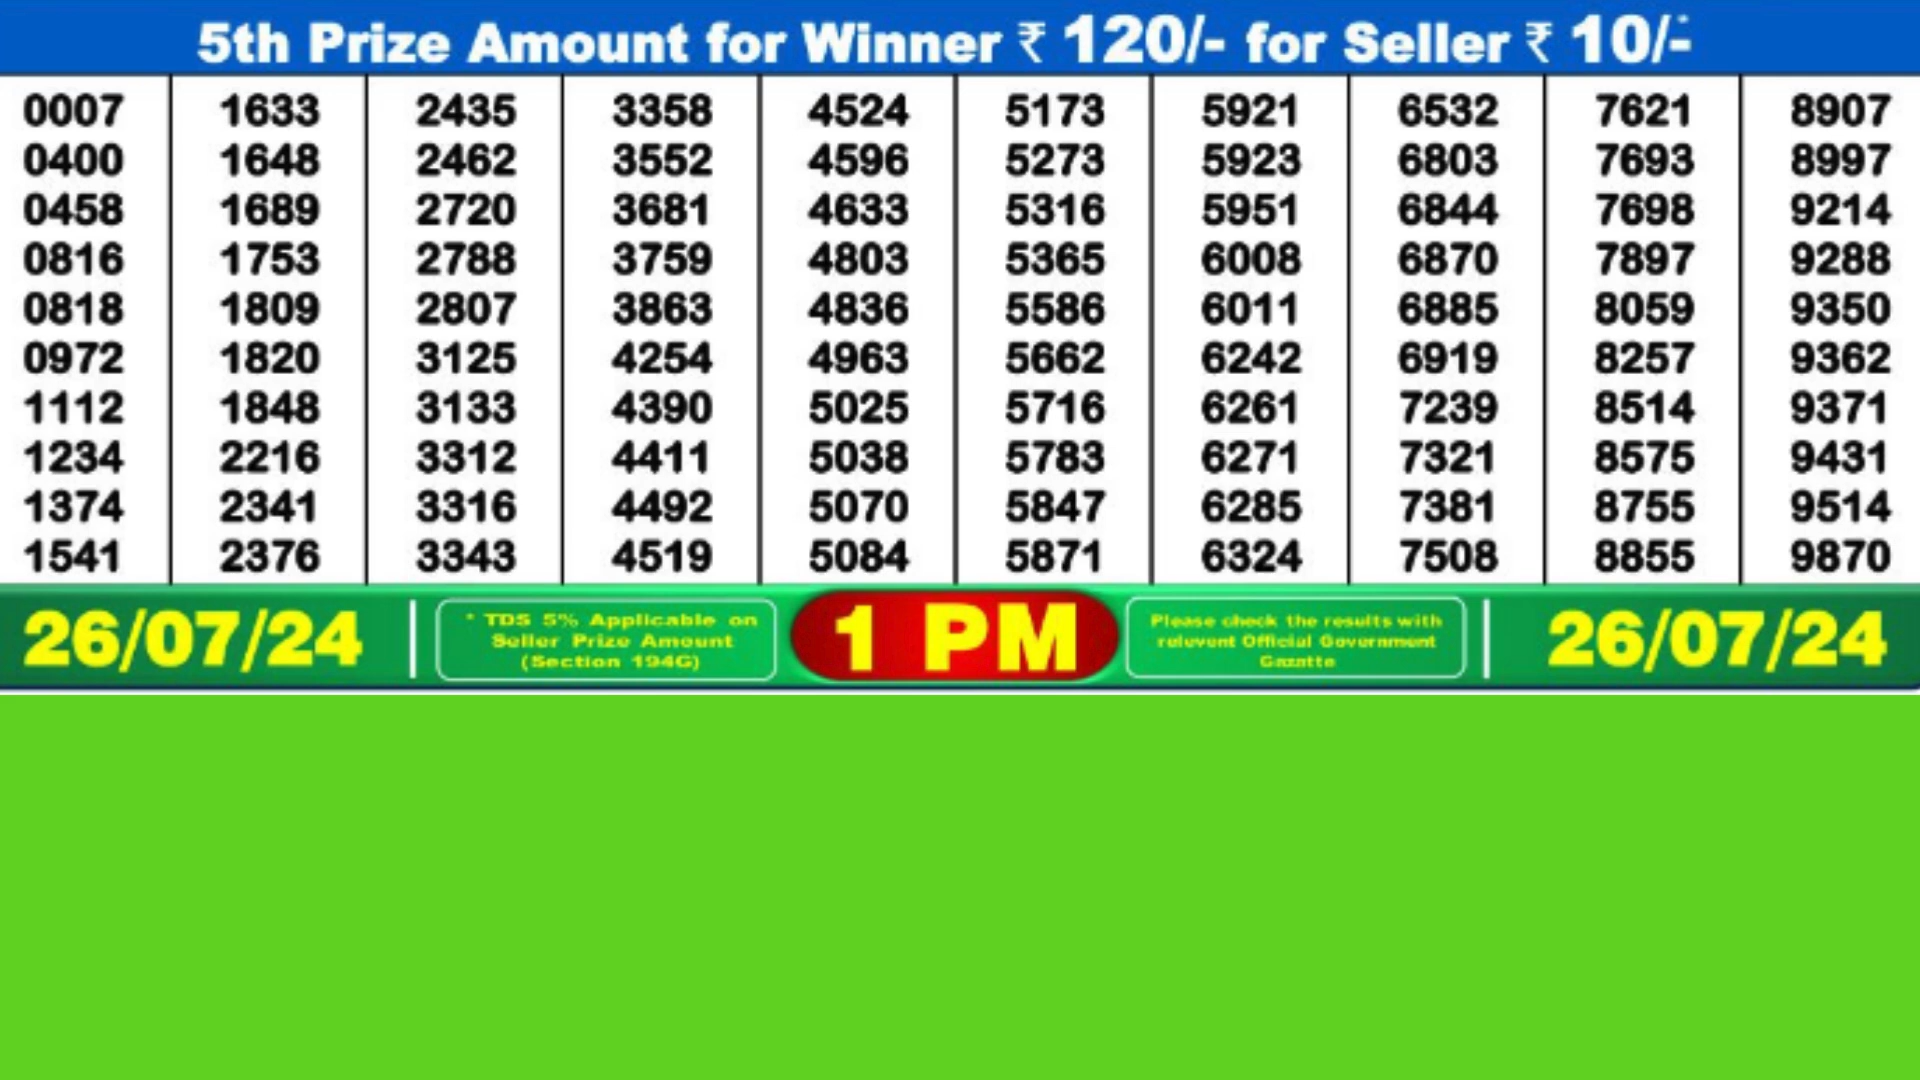 5th Prize Amount for Winner ₹ 120/- for Seller ₹ 10/-
0007 1633 2435 3358 4524 5173 5921 6532 7621 8907
0400 1648 2462 3552 4596 5273 5923 6803 7693 8997
0458 1689 2720 3681 4633 5316 5951 6844 7698 9214
0816 1753 2788 3759 4803 5365 6008 6870 7897 9288
0818 1809 2807 3863 4836 5586 6011 6885 8059 9350
0972 1820 3125 4254 4963 5662 6242 6919 8257 9362
1112 1848 3133 4390 5025 5716 6261 7239 8514 9371
1234 2216 3312 4411 5038 5783 6271 7321 8575 9431
1374 2341 3316 4492 5070 5847 6285 7381 8755 9514
1541 2376 3343 4519 5084 5871 6324 7508 8855 9870
26/07/24
* TDS 5% Applicable on
Seller Prize Amount
(Section 194G)
1 PM
Please check the results with
relevent Official Government
Gazatte
26/07/24